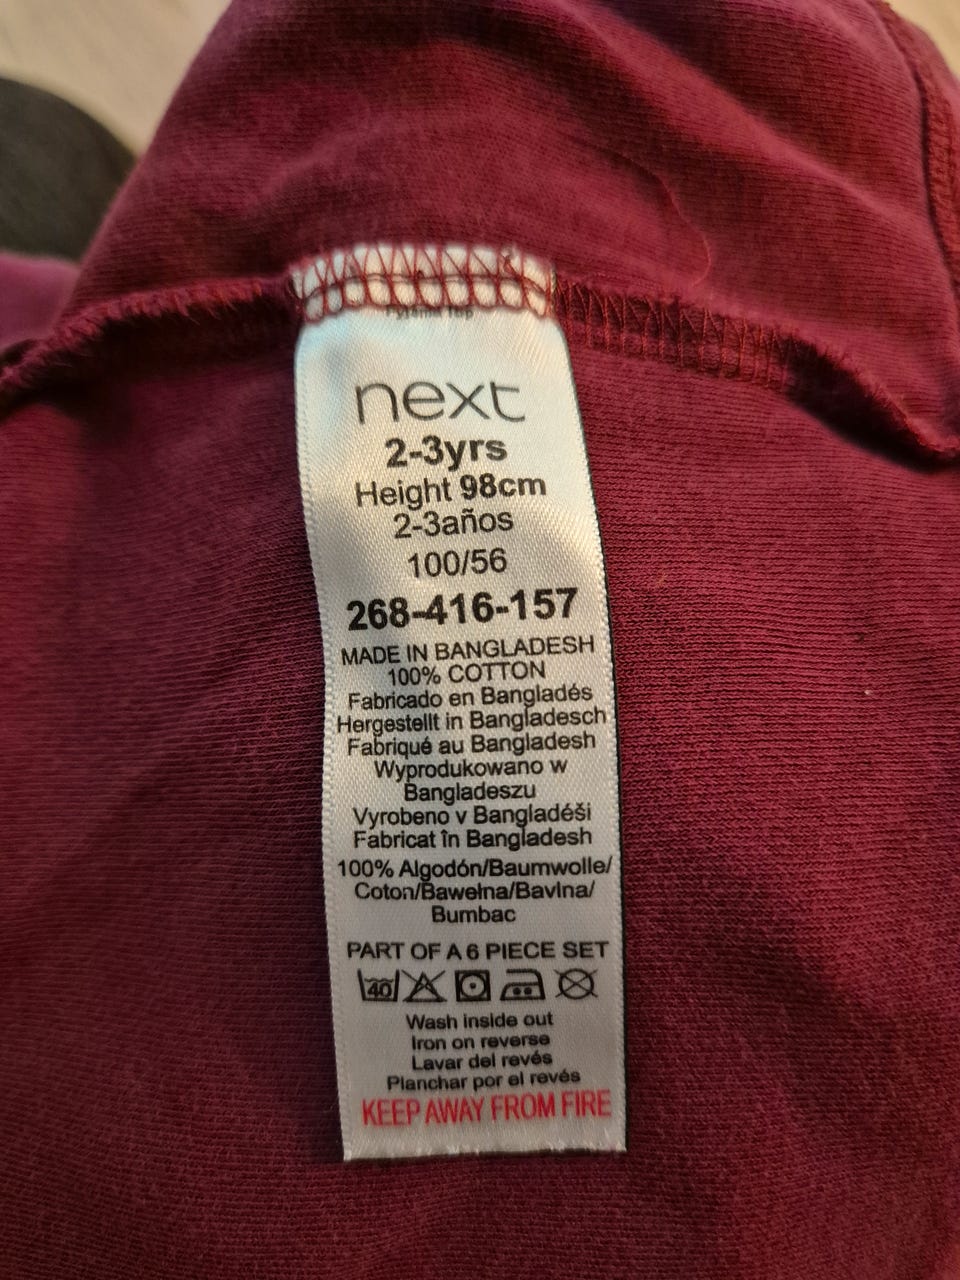 Pyjama Top
next
2-3yrs
Height 98cm
2-3años
100/56
268-416-157
MADE IN BANGLADESH
100% COTTON
Fabricado en Bangladés
Hergestellt in Bangladesch
Fabriqué au Bangladesh
Wyprodukowano w
Bangladeszu
Vyrobeno v Bangladéši
Fabricat în Bangladesh
100% Algodón/Baumwolle/
Coton/Bawełna/Bavlna/
Bumbac
PART OF A 6 PIECE SET
40
Wash inside out
Iron on reverse
Lavar del revés
Planchar por el revés
KEEP AWAY FROM FIRE